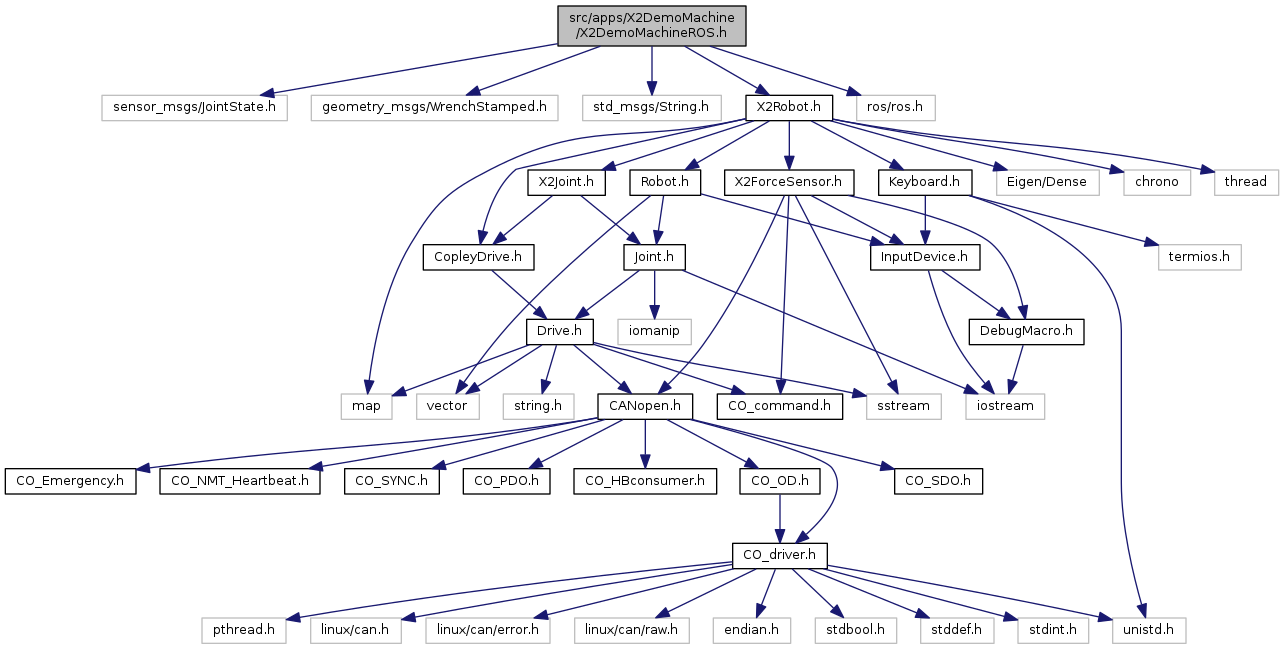 src/apps/X2DemoMachine
/X2DemoMachineROS.h
sensor_msgs/JointState.h
geometry_msgs/WrenchStamped.h
std_msgs/String.h
X2Robot.h
ros/ros.h
X2Joint.h
Robot.h
X2ForceSensor.h
Keyboard.h
Eigen/Dense
chrono
thread
CopleyDrive.h
Joint.h
InputDevice.h
termios.h
Drive.h
iomanip
DebugMacro.h
map
vector
string.h
CANopen.h
CO_command.h
sstream
iostream
CO_Emergency.h
CO_NMT_Heartbeat.h
CO_SYNC.h
CO_PDO.h
CO_HBconsumer.h
CO_OD.h
CO_SDO.h
CO_driver.h
pthread.h
linux/can.h
linux/can/error.h
linux/can/raw.h
endian.h
stdbool.h
stddef.h
stdint.h
unistd.h